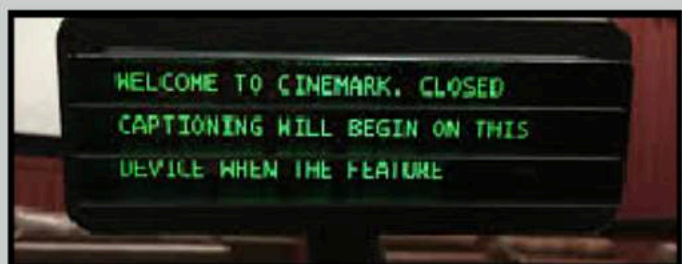 WELCOME TO CINEMARK. CLOSED
CAPTIONING WILL BEGIN ON THIS
DEVICE WHEN THE FEATURE